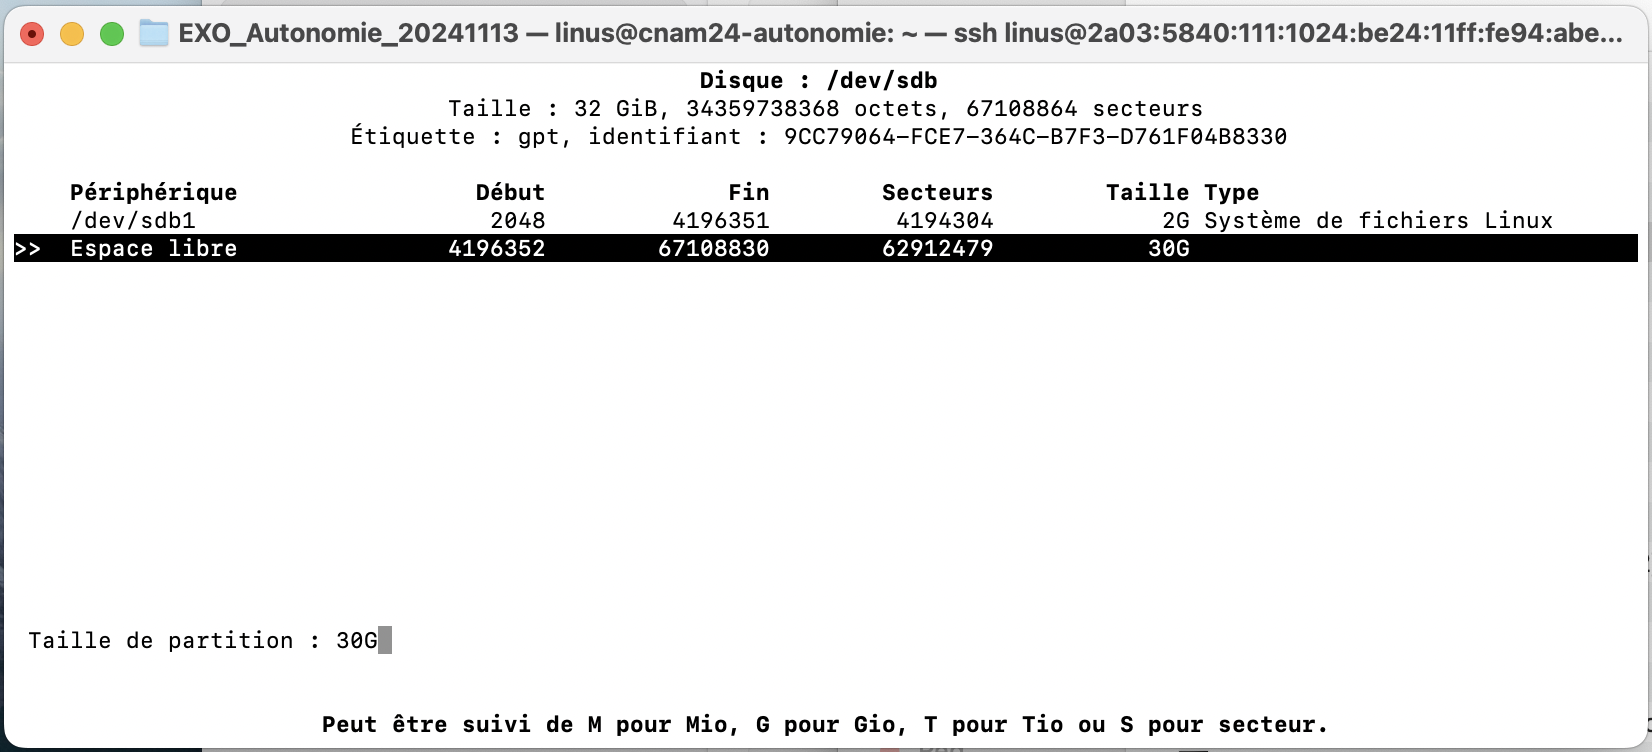 EXO_Autonomie_20241113 — linus@cnam24-autonomie: ~ — ssh linus@2a03:5840:111:1024:be24:11ff:fe94:abe...
Disque : /dev/sdb
Taille : 32 GiB, 34359738368 octets, 67108864 secteurs
Étiquette : gpt, identifiant : 9CC79064-FCE7-364C-B7F3-D761F04B8330
Périphérique Début Fin Secteurs Taille Type
/dev/sdb1 2048 4196351 4194304 2G Système de fichiers Linux
>> Espace libre 4196352 67108830 62912479 30G
Taille de partition : 30G
Peut être suivi de M pour Mio, G pour Gio, T pour Tio ou S pour secteur.